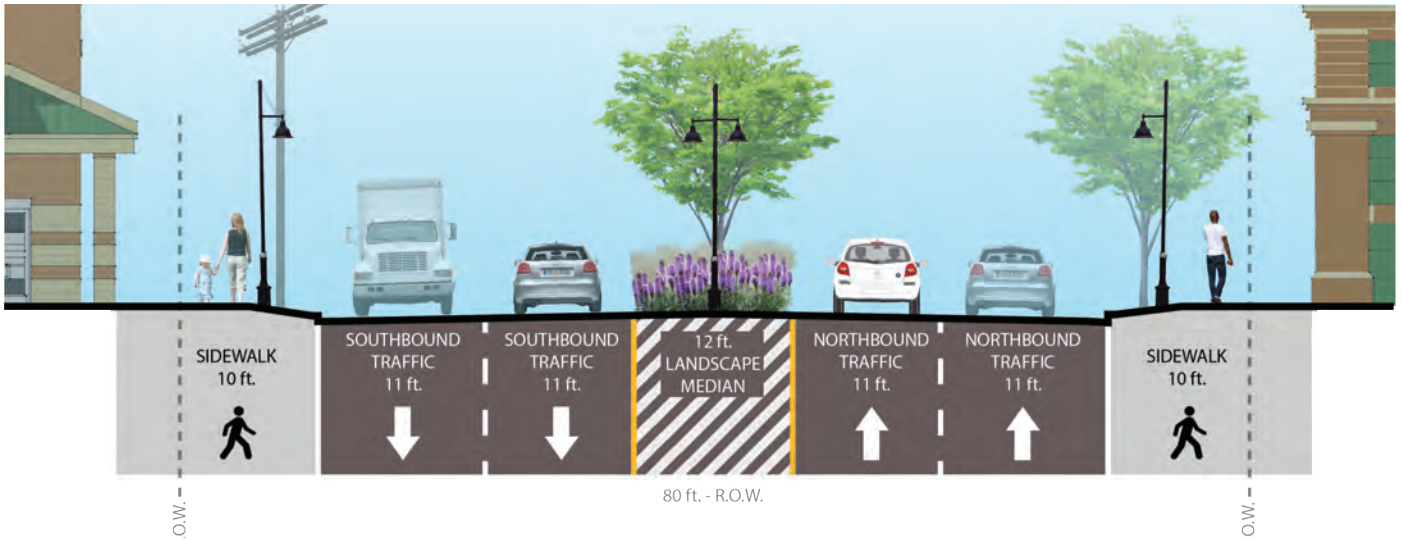 SIDEWALK
10 ft.
SOUTHBOUND
TRAFFIC
11 ft.
SOUTHBOUND
TRAFFIC
11 ft.
12 ft.
LANDSCAPE
MEDIAN
NORTHBOUND
TRAFFIC
11 ft.
NORTHBOUND
TRAFFIC
11 ft.
SIDEWALK
10 ft.
80 ft. - R.O.W.
.O.W.
O.W.